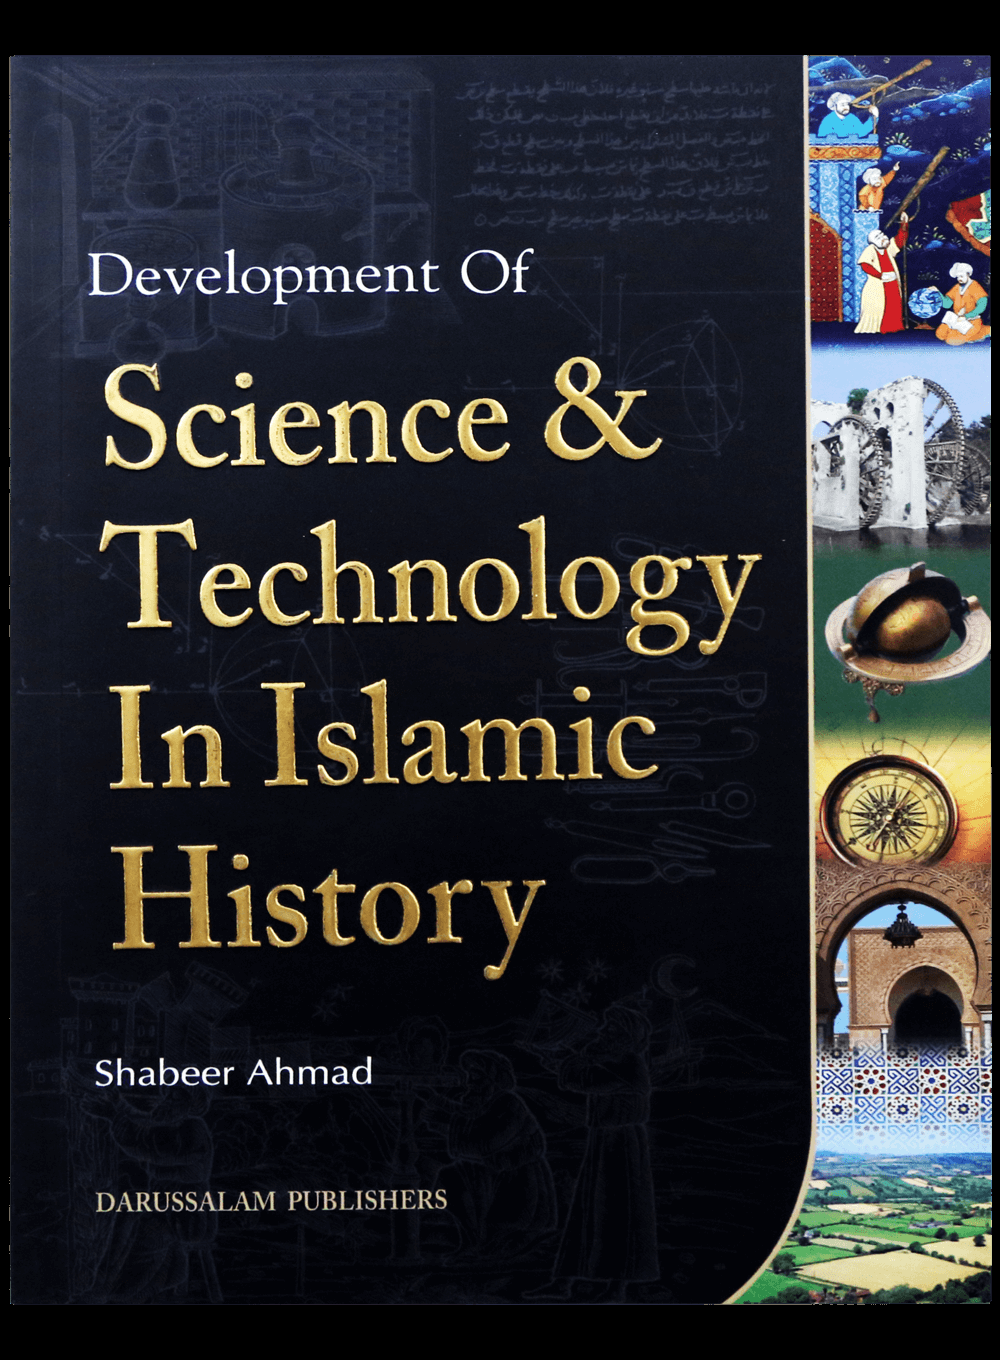 Development Of
Science &
Technology
In Islamic
History
Shabeer Ahmad
DARUSSALAM PUBLISHERS